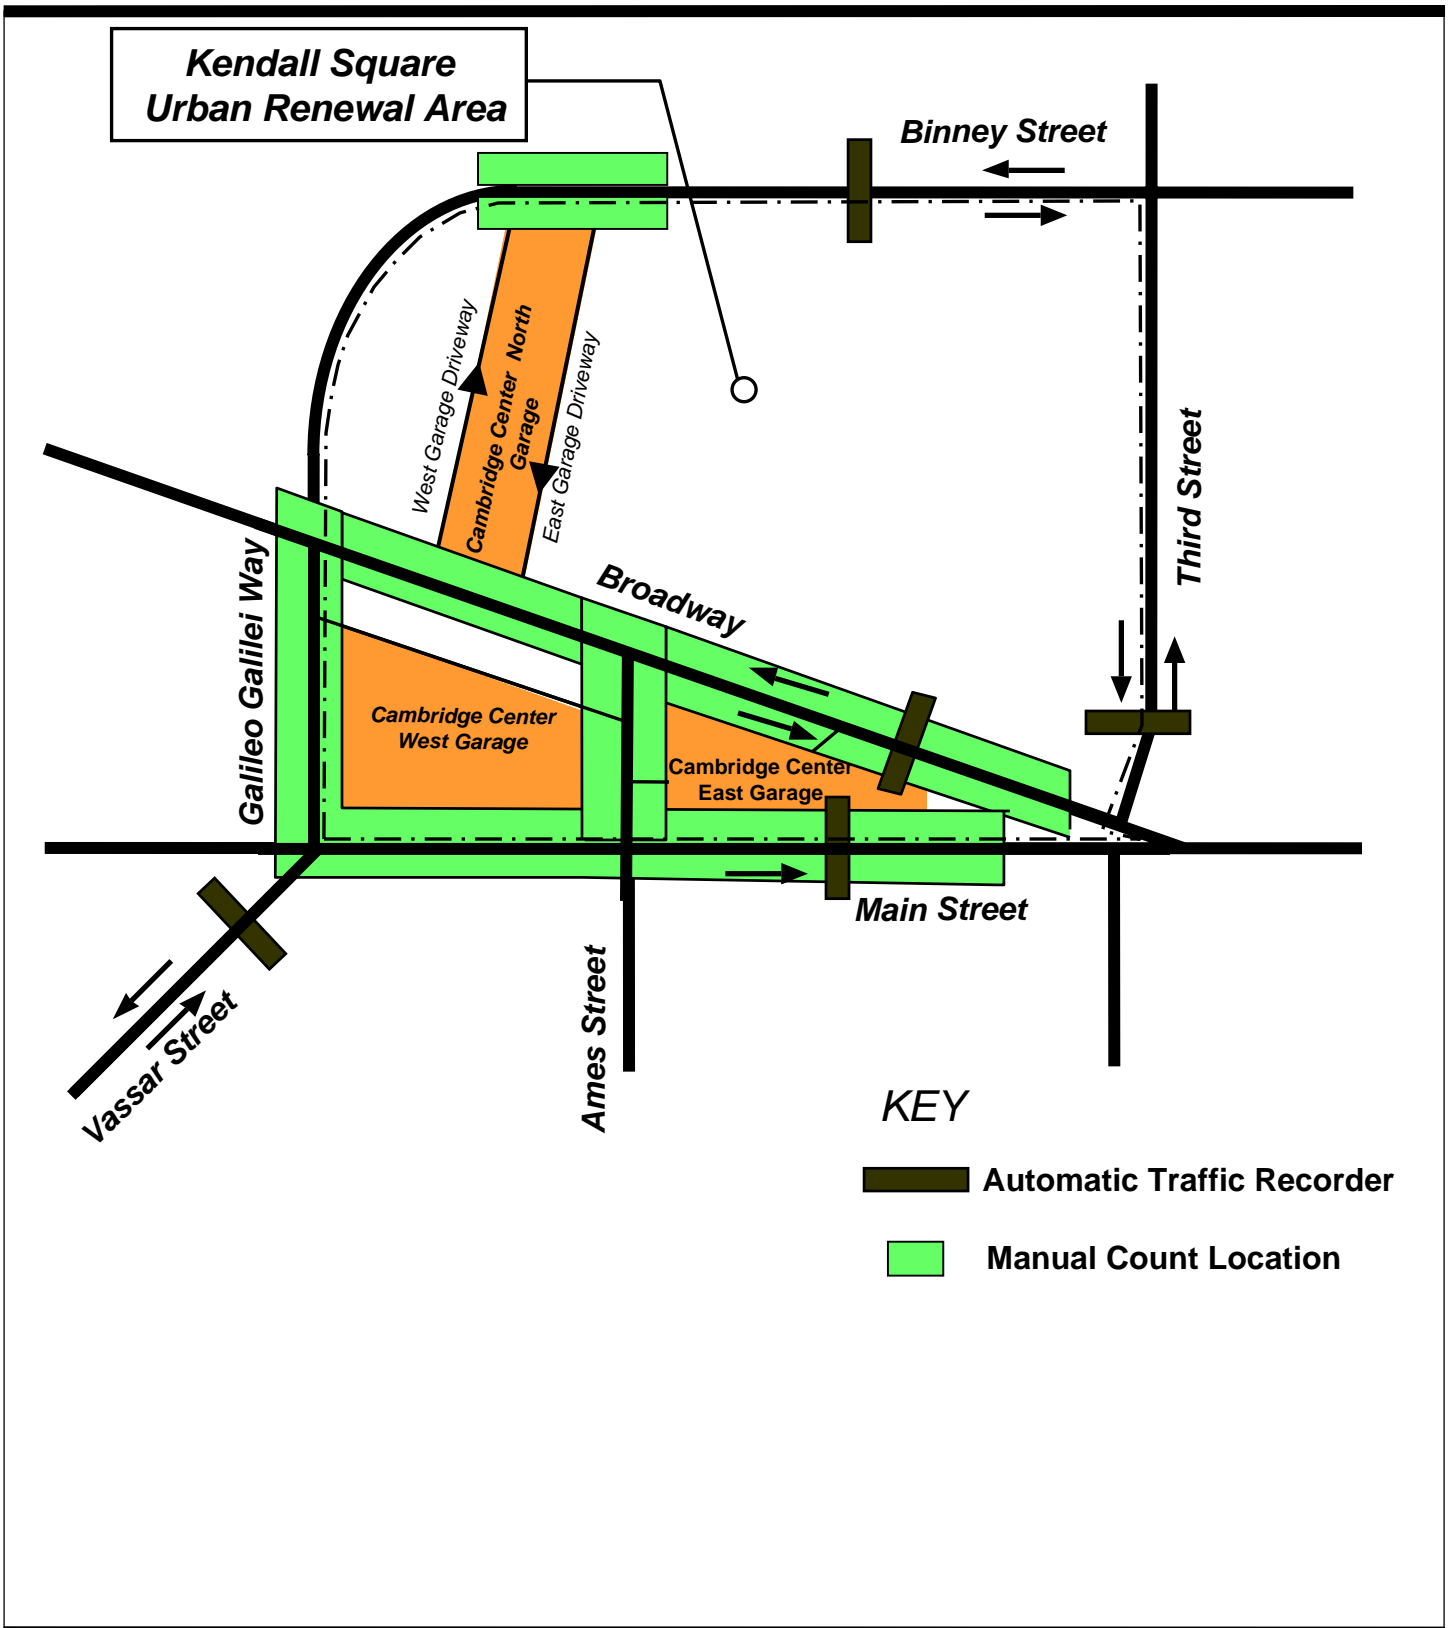 Kendall Square
Urban Renewal Area
Binney Street
West Garage Driveway
Cambridge Center North
Garage
East Garage Driveway
Third Street
Galileo Galilei Way
Broadway
Cambridge Center
West Garage
Cambridge Center
East Garage
Main Street
Vassar Street
Ames Street
KEY
Automatic Traffic Recorder
Manual Count Location